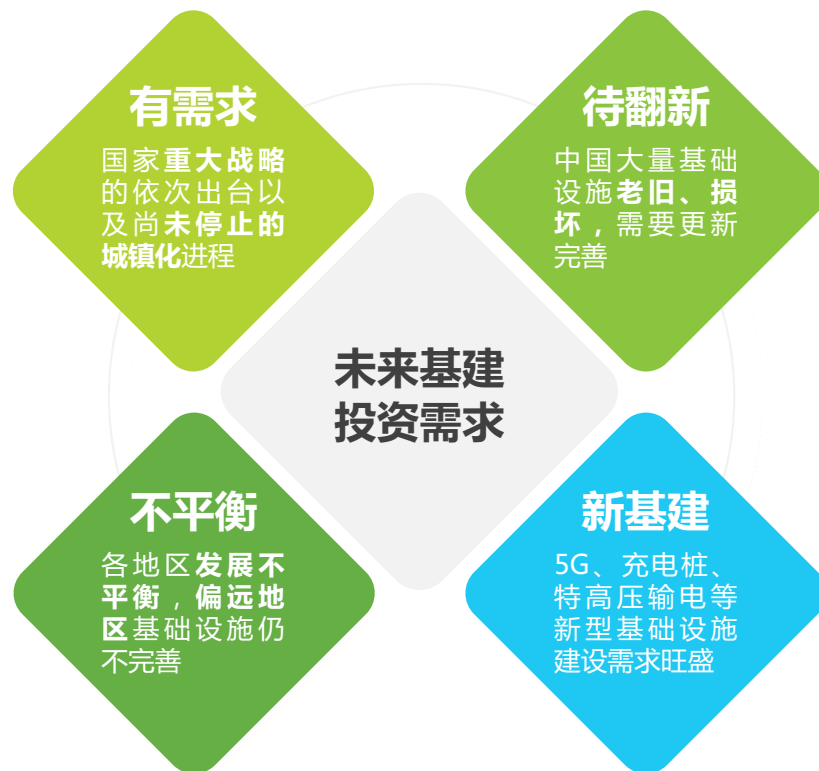 有需求
国家重大战略
的依次出台以
及尚未停止的
城镇化进程
待翻新
中国大量基础
设施老旧、损
坏，需要更新
完善
未来基建
投资需求
不平衡
各地区发展不
平衡，偏远地
区基础设施仍
不完善
新基建
5G、充电桩、
特高压输电等
新型基础设施
建设需求旺盛